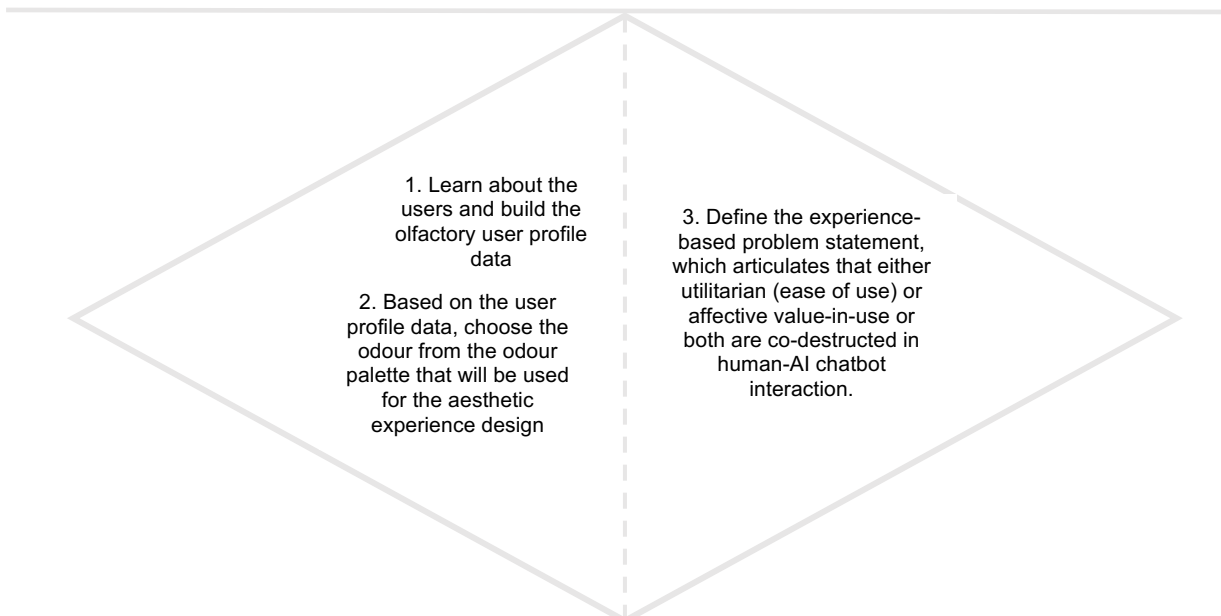 1. Learn about the
users and build the
olfactory user profile
data
2. Based on the user
profile data, choose the
odour from the odour
palette that will be used
for the aesthetic
experience design
3. Define the experience-
based problem statement,
which articulates that either
utilitarian (ease of use) or
affective value-in-use or
both are co-destructed in
human-AI chatbot
interaction.